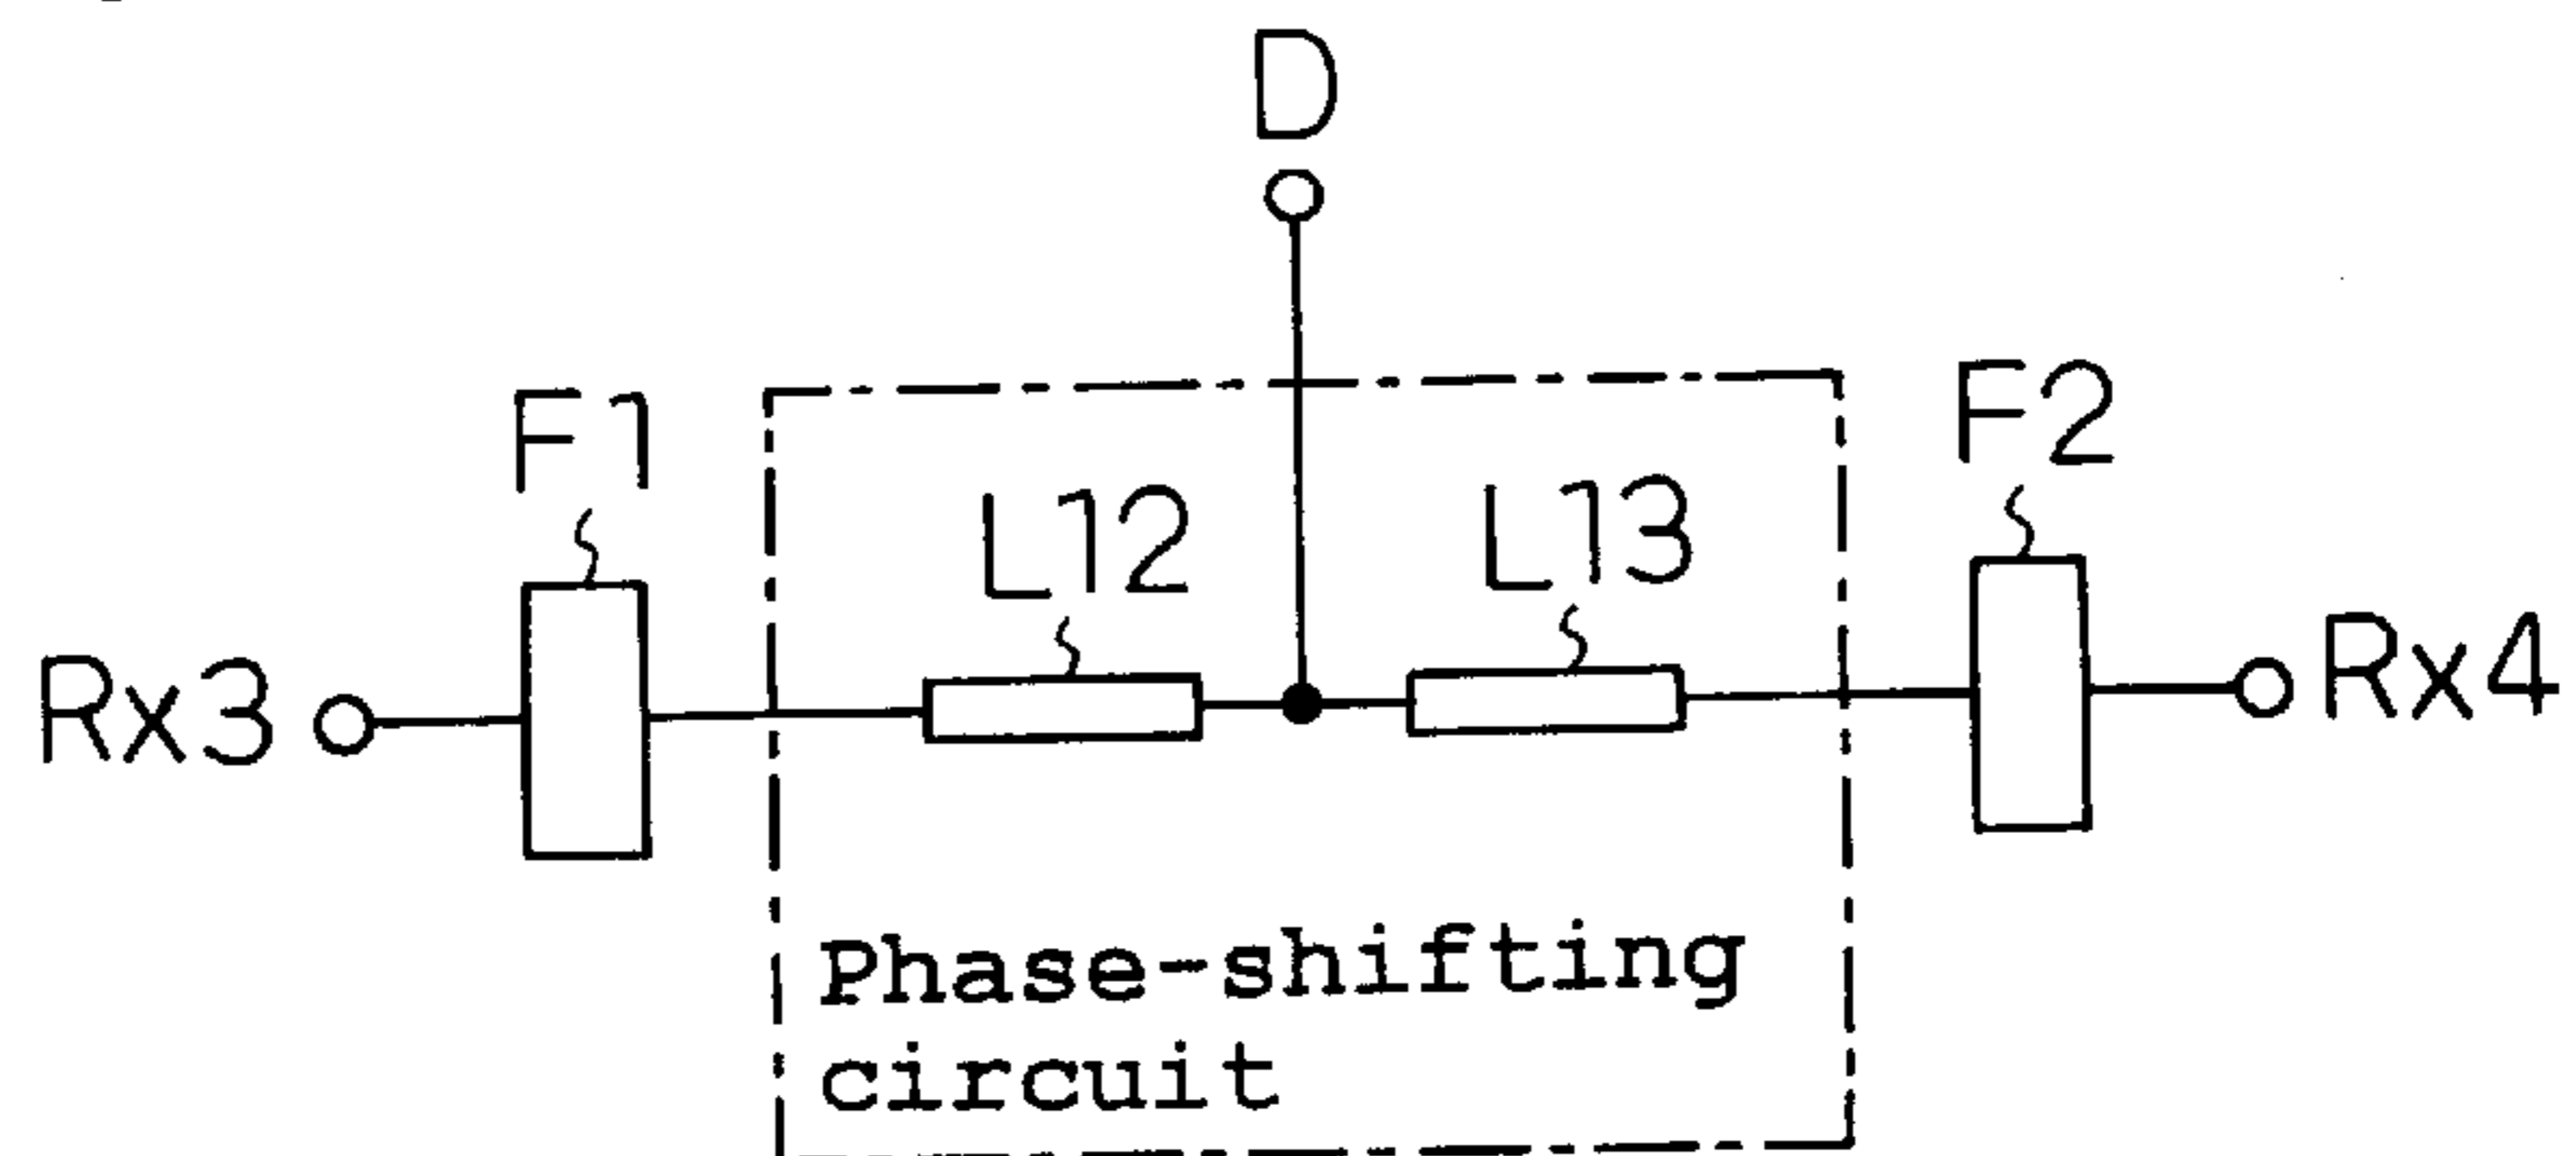 D
F1
F2
L12
L13
Rx3
Rx4
Phase-shifting
circuit